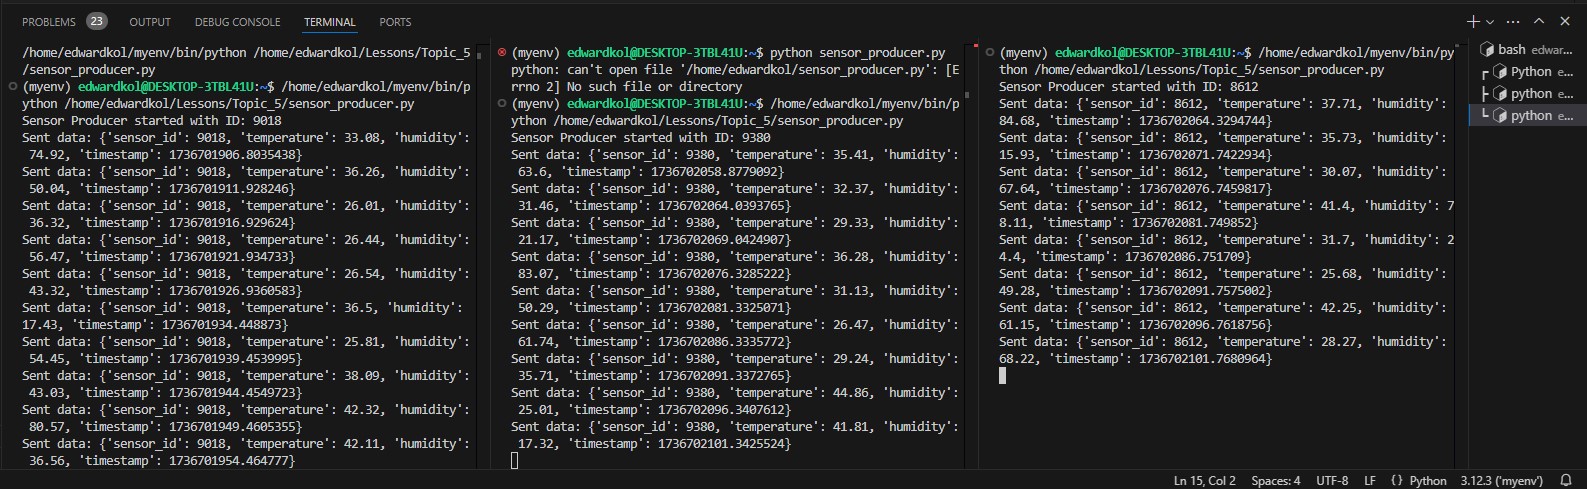 PROBLEMS 23 OUTPUT DEBUG CONSOLE TERMINAL PORTS
/home/edwardkol/myenv/bin/python /home/edwardkol/Lessons/Topic_5
/sensor_producer.py
(myenv) edwardkol@DESKTOP-3TBL41U:~$ /home/edwardkol/myenv/bin/p
ython /home/edwardkol/Lessons/Topic_5/sensor_producer.py
Sensor Producer started with ID: 9018
Sent data: {'sensor_id': 9018, 'temperature': 33.08, 'humidity':
74.92, 'timestamp': 1736701906.8035438}
Sent data: {'sensor_id': 9018, 'temperature': 36.26, 'humidity':
50.04, 'timestamp': 1736701911.928246}
Sent data: {'sensor_id': 9018, 'temperature': 26.01, 'humidity':
36.32, 'timestamp': 1736701916.929624}
Sent data: {'sensor_id': 9018, 'temperature': 26.44, 'humidity':
56.47, 'timestamp': 1736701921.934733}
Sent data: {'sensor_id': 9018, 'temperature': 26.54, 'humidity':
43.32, 'timestamp': 1736701926.9360583}
Sent data: {'sensor_id': 9018, 'temperature': 36.5, 'humidity':
17.43, 'timestamp': 1736701934.448873}
Sent data: {'sensor_id': 9018, 'temperature': 25.81, 'humidity':
54.45, 'timestamp': 1736701939.4539995}
Sent data: {'sensor_id': 9018, 'temperature': 38.09, 'humidity':
43.03, 'timestamp': 1736701944.4549723}
Sent data: {'sensor_id': 9018, 'temperature': 42.32, 'humidity':
80.57, 'timestamp': 1736701949.4605355}
Sent data: {'sensor_id': 9018, 'temperature': 42.11, 'humidity':
36.56, 'timestamp': 1736701954.464777}
(myenv) edwardkol@DESKTOP-3TBL41U:~$ python sensor_producer.py
python: can't open file '/home/edwardkol/sensor_producer.py': [E
rrno 2] No such file or directory
(myenv) edwardkol@DESKTOP-3TBL41U:~$ /home/edwardkol/myenv/bin/p
ython /home/edwardkol/Lessons/Topic_5/sensor_producer.py
Sensor Producer started with ID: 9380
Sent data: {'sensor_id': 9380, 'temperature': 35.41, 'humidity':
63.6, 'timestamp': 1736702058.8779092}
Sent data: {'sensor_id': 9380, 'temperature': 32.37, 'humidity':
31.46, 'timestamp': 1736702064.0393765}
Sent data: {'sensor_id': 9380, 'temperature': 29.33, 'humidity':
21.17, 'timestamp': 1736702069.0424907}
Sent data: {'sensor_id': 9380, 'temperature': 36.28, 'humidity':
83.07, 'timestamp': 1736702076.3285222}
Sent data: {'sensor_id': 9380, 'temperature': 31.13, 'humidity':
50.29, 'timestamp': 1736702081.3325071}
Sent data: {'sensor_id': 9380, 'temperature': 26.47, 'humidity':
61.74, 'timestamp': 1736702086.3335772}
Sent data: {'sensor_id': 9380, 'temperature': 29.24, 'humidity':
35.71, 'timestamp': 1736702091.3372765}
Sent data: {'sensor_id': 9380, 'temperature': 44.86, 'humidity':
25.01, 'timestamp': 1736702096.3407612}
Sent data: {'sensor_id': 9380, 'temperature': 41.81, 'humidity':
17.32, 'timestamp': 1736702101.3425524}
(myenv) edwardkol@DESKTOP-3TBL41U:~$ /home/edwardkol/myenv/bin/py
thon /home/edwardkol/Lessons/Topic_5/sensor_producer.py
Sensor Producer started with ID: 8612
Sent data: {'sensor_id': 8612, 'temperature': 37.71, 'humidity':
84.68, 'timestamp': 1736702064.3294744}
Sent data: {'sensor_id': 8612, 'temperature': 35.73, 'humidity':
15.93, 'timestamp': 1736702071.7422934}
Sent data: {'sensor_id': 8612, 'temperature': 30.07, 'humidity':
67.64, 'timestamp': 1736702076.7459817}
Sent data: {'sensor_id': 8612, 'temperature': 41.4, 'humidity': 7
8.11, 'timestamp': 1736702081.749852}
Sent data: {'sensor_id': 8612, 'temperature': 31.7, 'humidity': 2
4.4, 'timestamp': 1736702086.751709}
Sent data: {'sensor_id': 8612, 'temperature': 25.68, 'humidity':
49.28, 'timestamp': 1736702091.7575002}
Sent data: {'sensor_id': 8612, 'temperature': 42.25, 'humidity':
61.15, 'timestamp': 1736702096.7618756}
Sent data: {'sensor_id': 8612, 'temperature': 28.27, 'humidity':
68.22, 'timestamp': 1736702101.7680964}
bash edwar...
Python e...
python e...
python e...
Ln 15, Col 2 Spaces: 4 UTF-8 LF {} Python 3.12.3 ('myenv')